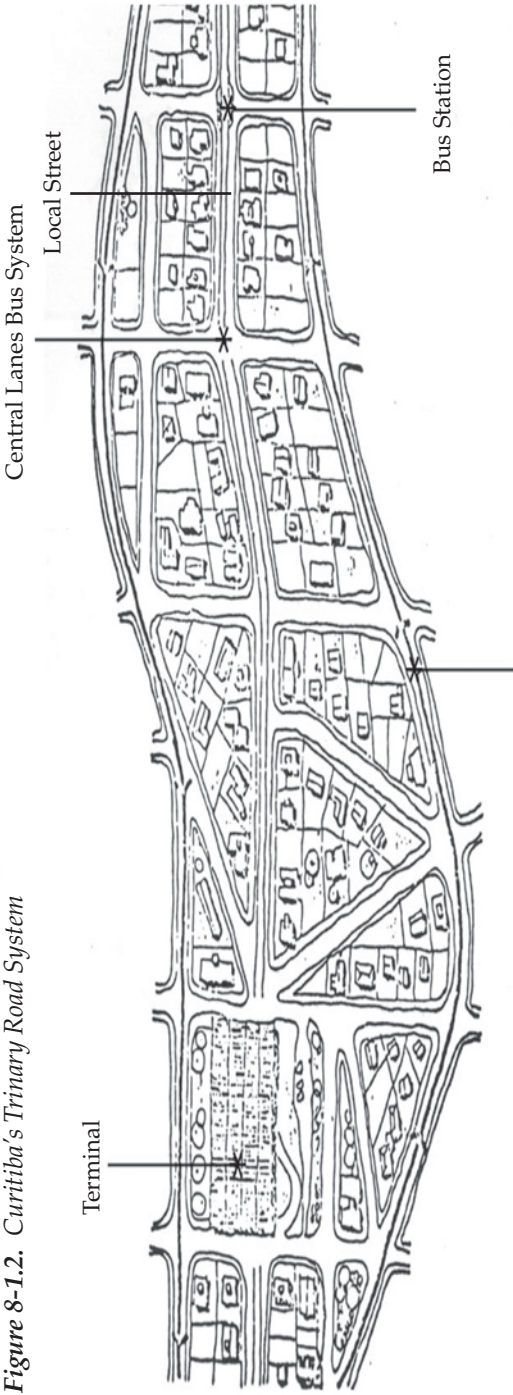 Figure 8-1.2. Curitiba's Trinary Road System
Terminal
Central Lanes Bus System
Local Street
Bus Station